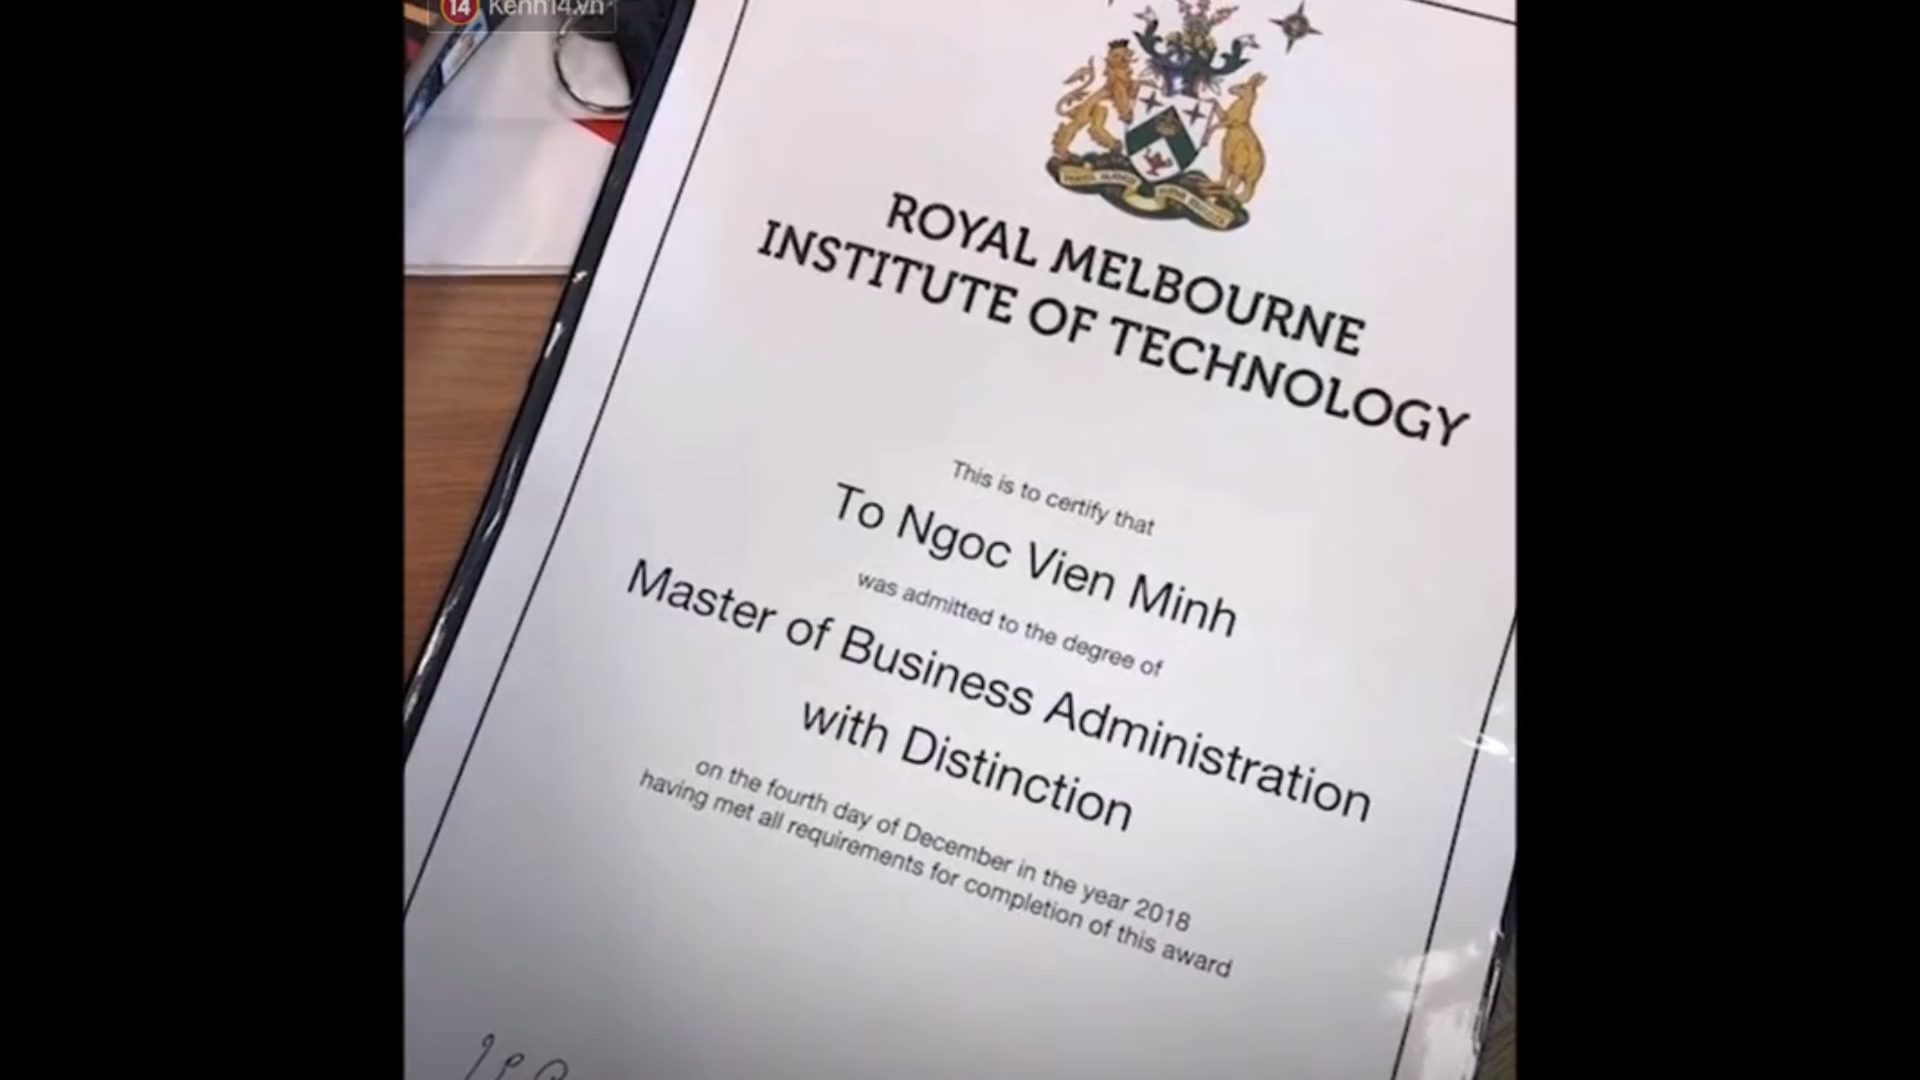 14 Kenh14.vn
ROYAL MELBOURNE
INSTITUTE OF TECHNOLOGY
This is to certify that
To Ngoc Vien Minh
was admitted to the degree of
Master of Business Administration
with Distinction
on the fourth day of December in the year 2018
having met all requirements for completion of this award